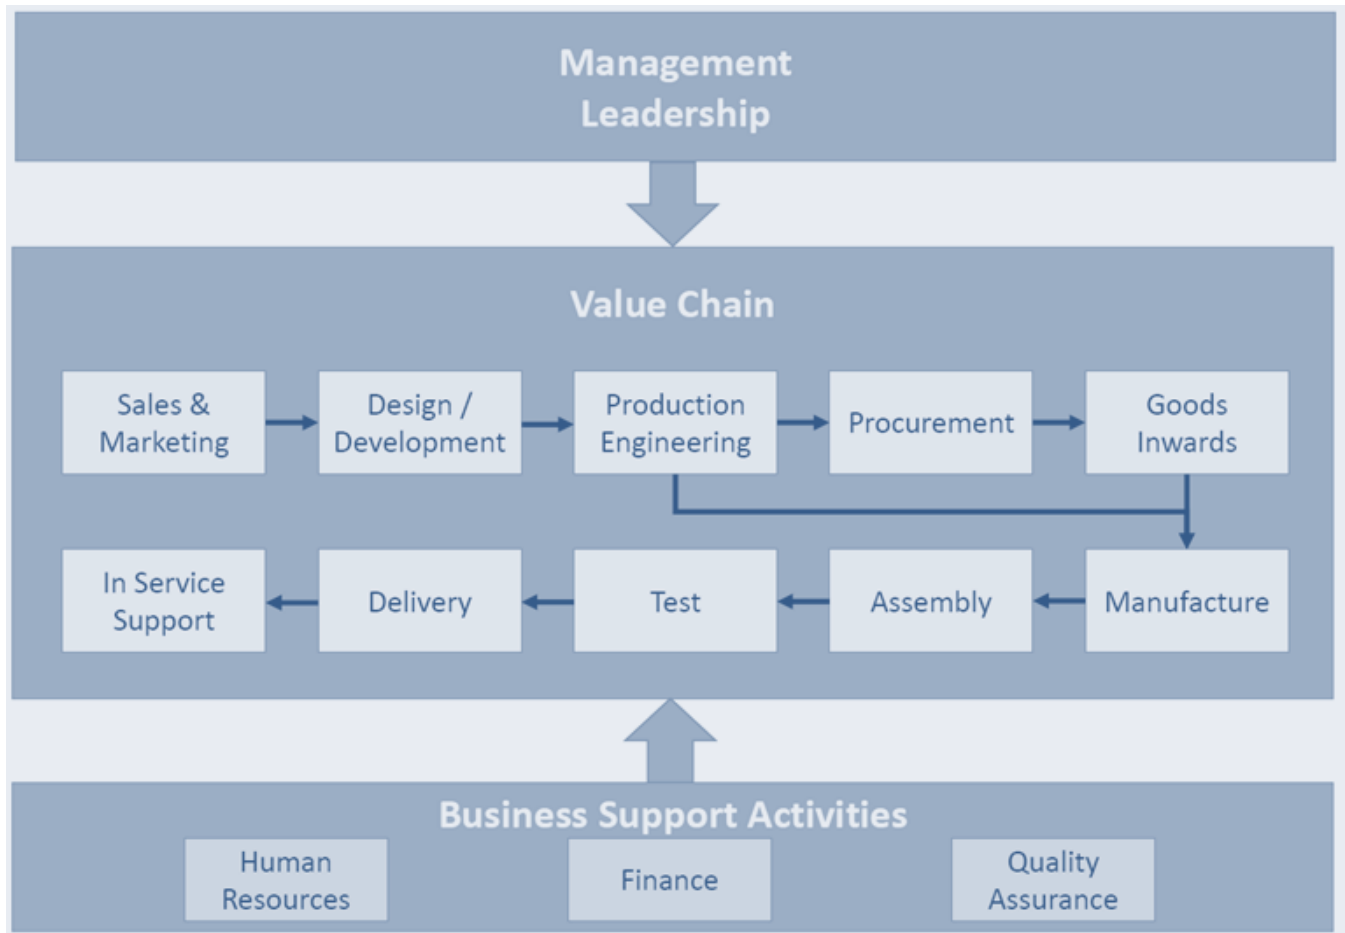 Management
Leadership
Value Chain
Sales &
Marketing
Design /
Development
Production
Engineering
Procurement
Goods
Inwards
In Service
Support
Delivery
Test
Assembly
Manufacture
Business Support Activities
Human
Resources
Finance
Quality
Assurance